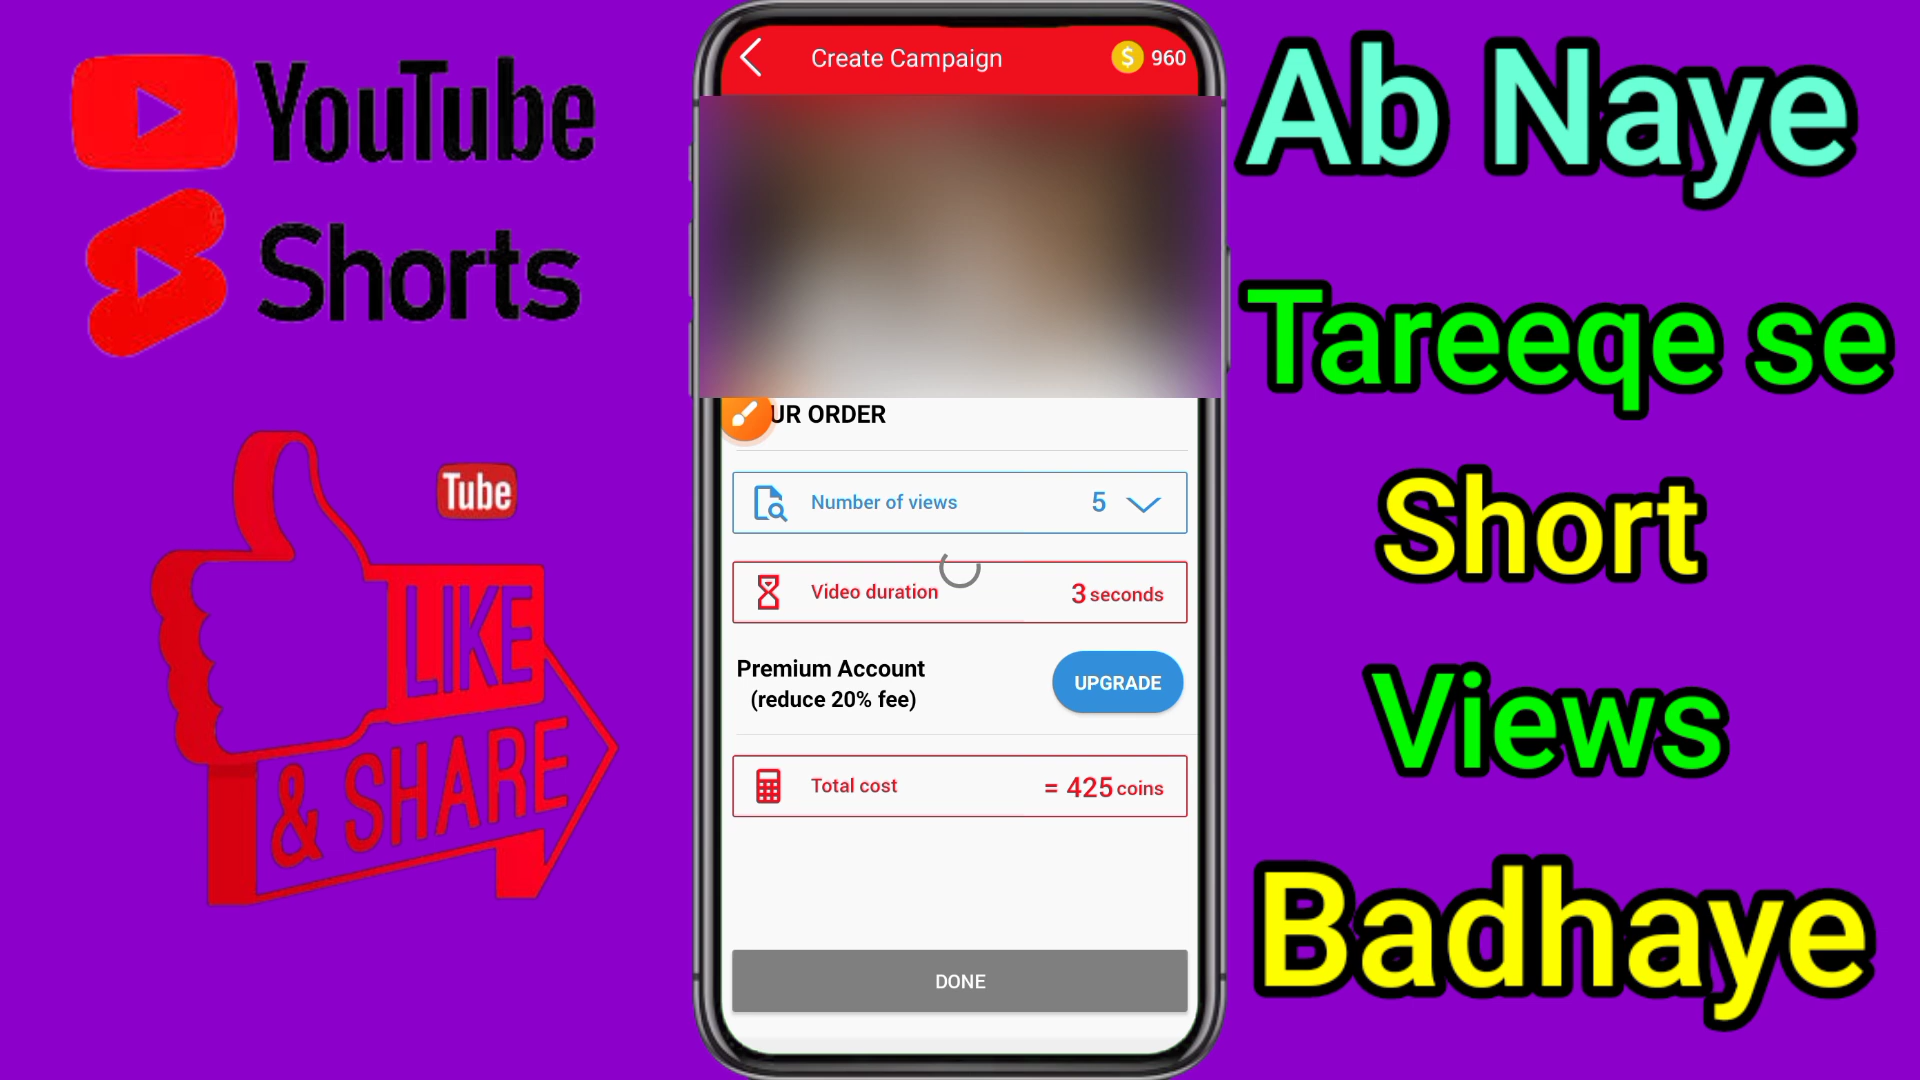 YouTube
Shorts
Tube
LIKE
& SHARE
Create Campaign
$ 960
UR ORDER
Number of views 5
Video duration 3 seconds
Premium Account
(reduce 20% fee)
UPGRADE
Total cost = 425 coins
DONE
Ab Naye
Tareeqe se
Short
Views
Badhaye